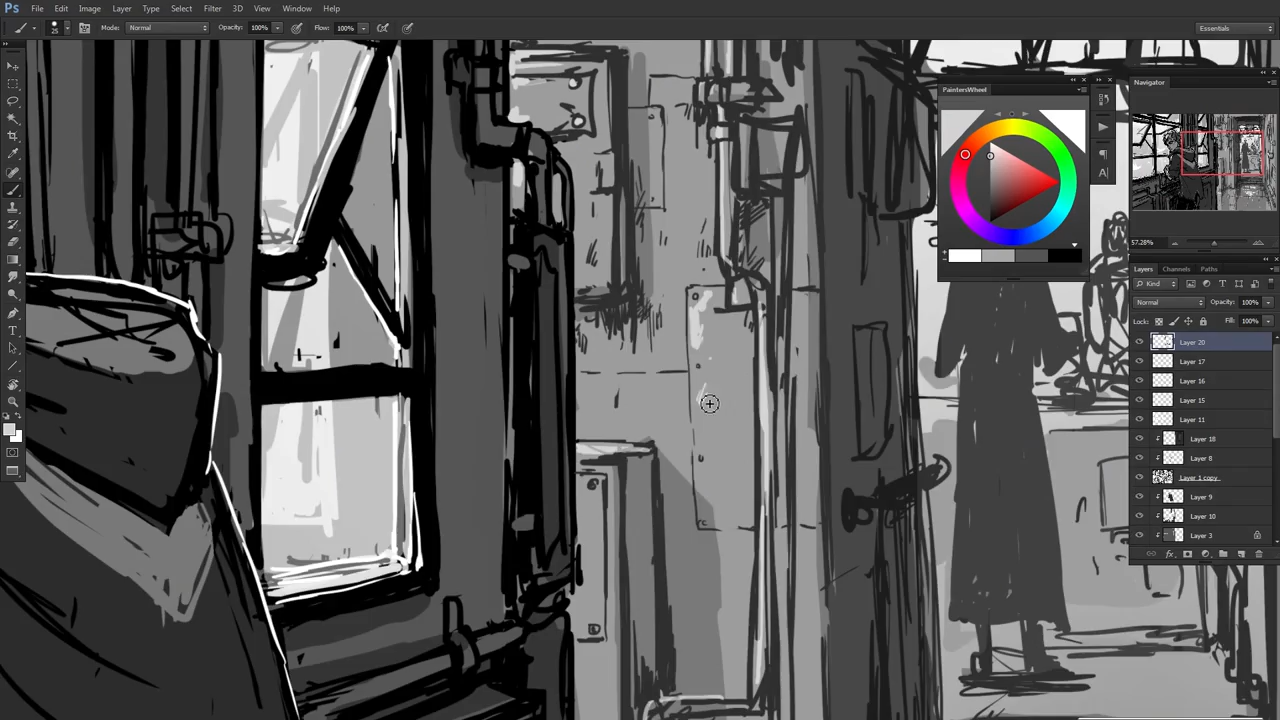 Ps File Edit Image Layer Type Select Filter 3D View Window Help
25 Mode: Normal Opacity: 100% Flow: 100% Essentials
PaintersWheel
Navigator
57.28%
Layers Channels Paths
Kind
Normal Opacity: 100%
Lock: Fill: 100%
Layer 20
Layer 17
Layer 16
Layer 15
Layer 11
Layer 18
Layer 8
Layer 1 copy
Layer 9
Layer 10
Layer 3